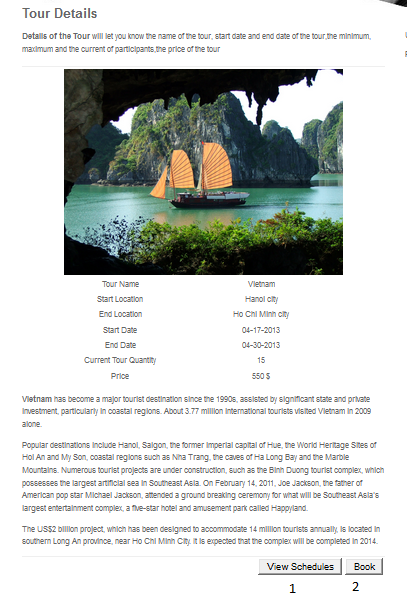 Tour Details
Details of the Tour will let you know the name of the tour, start date and end date of the tour,the minimum,
maximum and the current of participants,the price of the tour
Tour Name Vietnam
Start Location Hanoi city
End Location Ho Chi Minh city
Start Date 04-17-2013
End Date 04-30-2013
Current Tour Quantity 15
Price 550 $
Vietnam has become a major tourist destination since the 1990s, assisted by significant state and private
investment, particularly in coastal regions. About 3.77 million international tourists visited Vietnam in 2009
alone.
Popular destinations include Hanoi, Saigon, the former imperial capital of Hue, the World Heritage Sites of
Hoi An and My Son, coastal regions such as Nha Trang, the caves of Ha Long Bay and the Marble
Mountains. Numerous tourist projects are under construction, such as the Binh Duong tourist complex, which
possesses the largest artificial sea in Southeast Asia. On February 14, 2011, Joe Jackson, the father of
American pop star Michael Jackson, attended a ground breaking ceremony for what will be Southeast Asia's
largest entertainment complex, a five-star hotel and amusement park called Happyland.
The US$2 billion project, which has been designed to accommodate 14 million tourists annually, is located in
southern Long An province, near Ho Chi Minh City. It is expected that the complex will be completed in 2014.
View Schedules Book
1 2